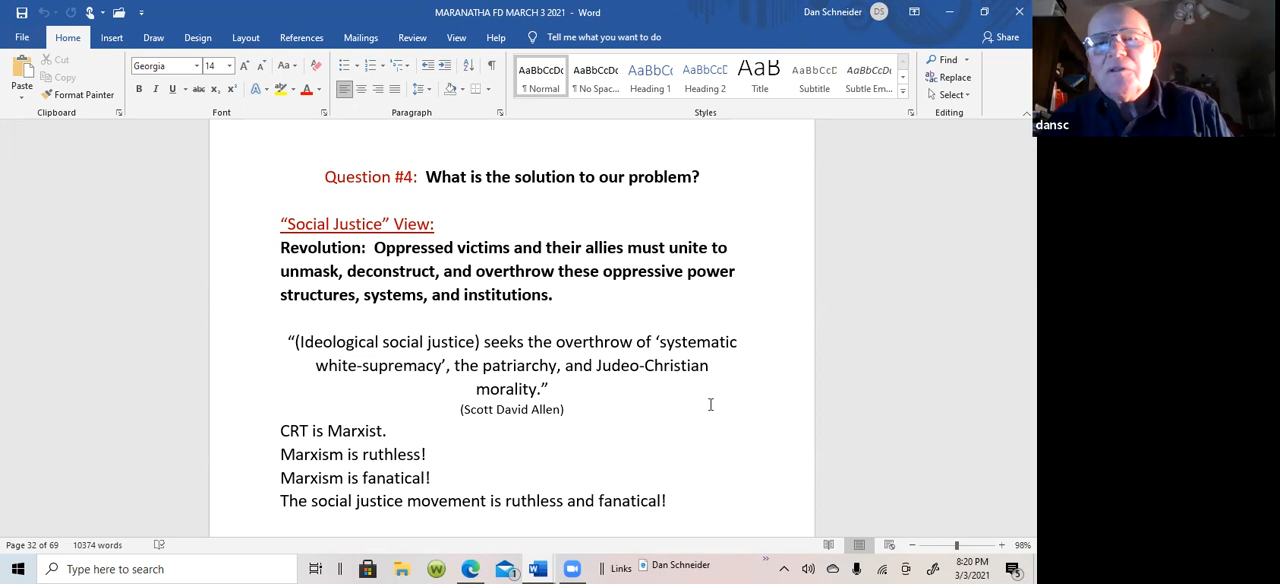 MARANATHA FD MARCH 3 2021 - Word
Dan Schneider
DS
File
Home
Insert
Draw
Design
Layout
References
Mailings
Review
View
Help
Tell me what you want to do
Share
Paste
Cut
Copy
Format Painter
Clipboard
Georgia
14
Font
Paragraph
AaBbCcDc
¶ Normal
AaBbCcDc
¶ No Spac...
AaBbCc
Heading 1
AaBbCcD
Heading 2
AaB
Title
AaBbCcD
Subtitle
AaBbCcDc
Subtle Em...
Styles
Find
Replace
Select
Editing
dansc
Question #4: What is the solution to our problem?
“Social Justice” View:
Revolution: Oppressed victims and their allies must unite to
unmask, deconstruct, and overthrow these oppressive power
structures, systems, and institutions.
“(Ideological social justice) seeks the overthrow of ‘systematic
white-supremacy’, the patriarchy, and Judeo-Christian
morality.”
(Scott David Allen)
CRT is Marxist.
Marxism is ruthless!
Marxism is fanatical!
The social justice movement is ruthless and fanatical!
Page 32 of 69
10374 words
98%
Type here to search
Links
Dan Schneider
8:20 PM
3/3/2021